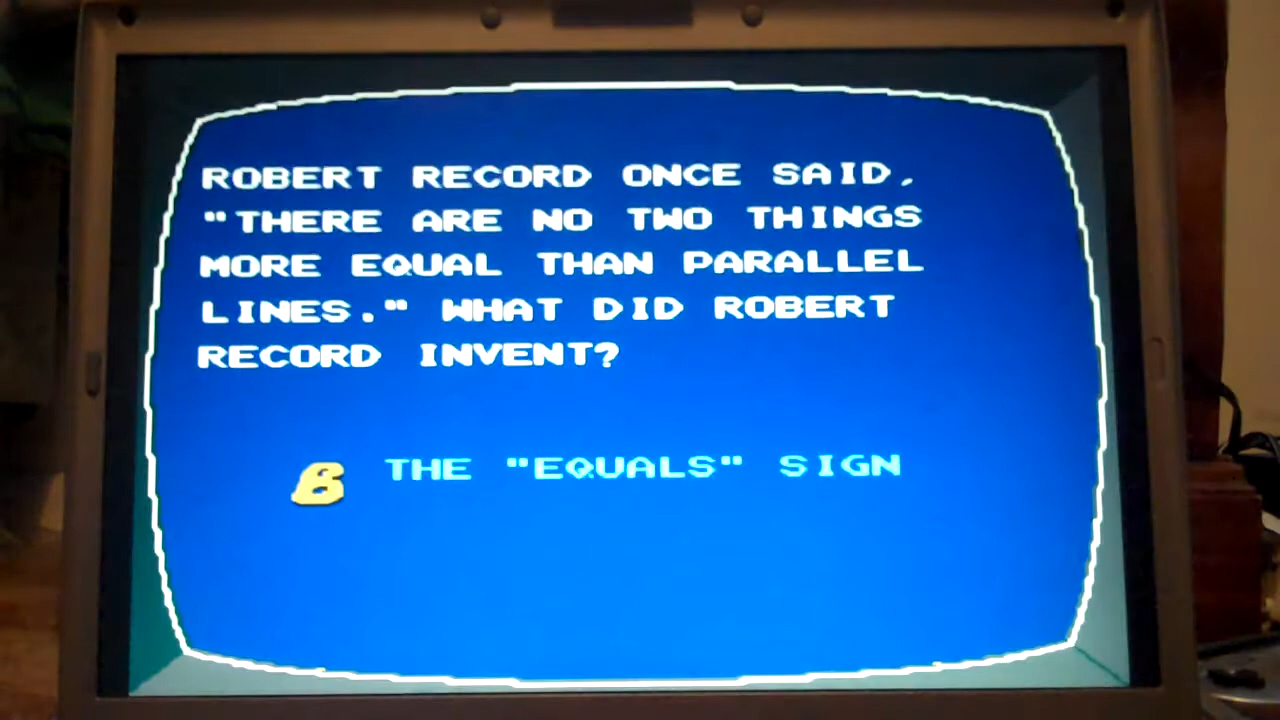 ROBERT RECORD ONCE SAID,
"THERE ARE NO TWO THINGS
MORE EQUAL THAN PARALLEL
LINES." WHAT DID ROBERT
RECORD INVENT?
B THE "EQUALS" SIGN